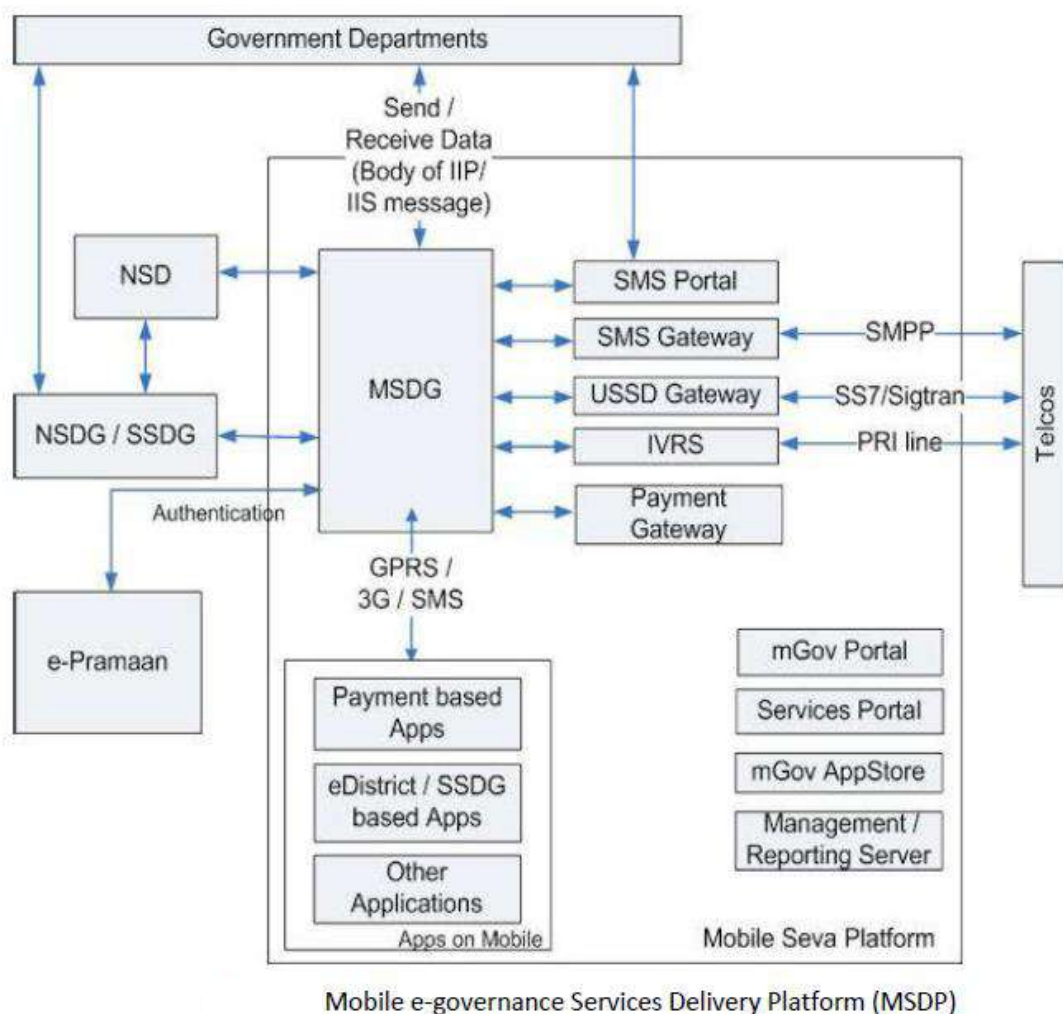 Government Departments
Send /
Receive Data
(Body of IIP/
IIS message)
NSD
MSDG
SMS Portal
SMS Gateway
SMPP
USSD Gateway
SS7/Sigtran
NSDG / SSDG
IVRS
PRI line
Telcos
Payment
Gateway
Authentication
GPRS /
3G / SMS
e-Pramaan
Payment based
Apps
eDistrict / SSDG
based Apps
Other
Applications
Apps on Mobile
mGov Portal
Services Portal
mGov AppStore
Management /
Reporting Server
Mobile Seva Platform
Mobile e-governance Services Delivery Platform (MSDP)